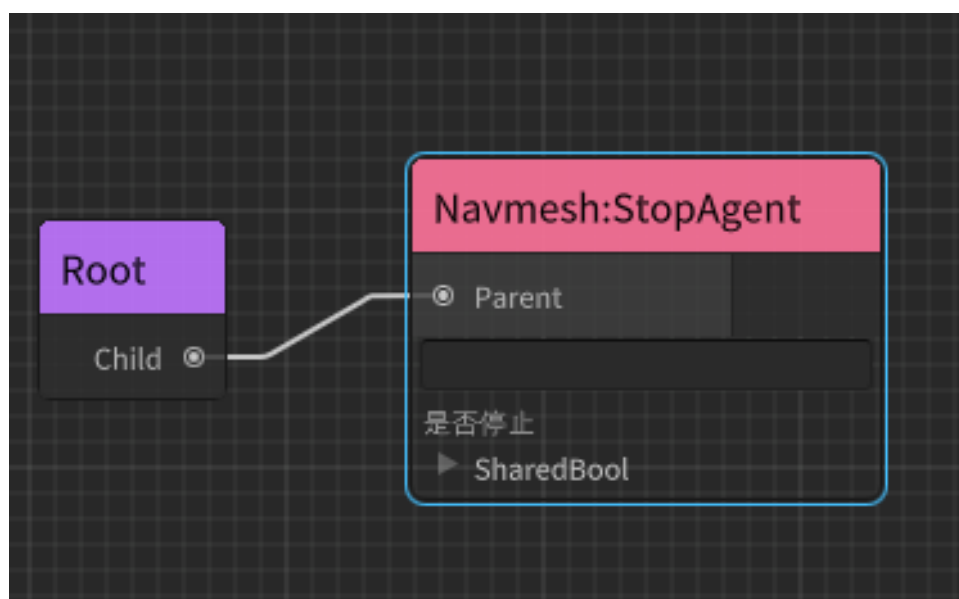 Root
Child
Navmesh:StopAgent
Parent
是否停止
SharedBool